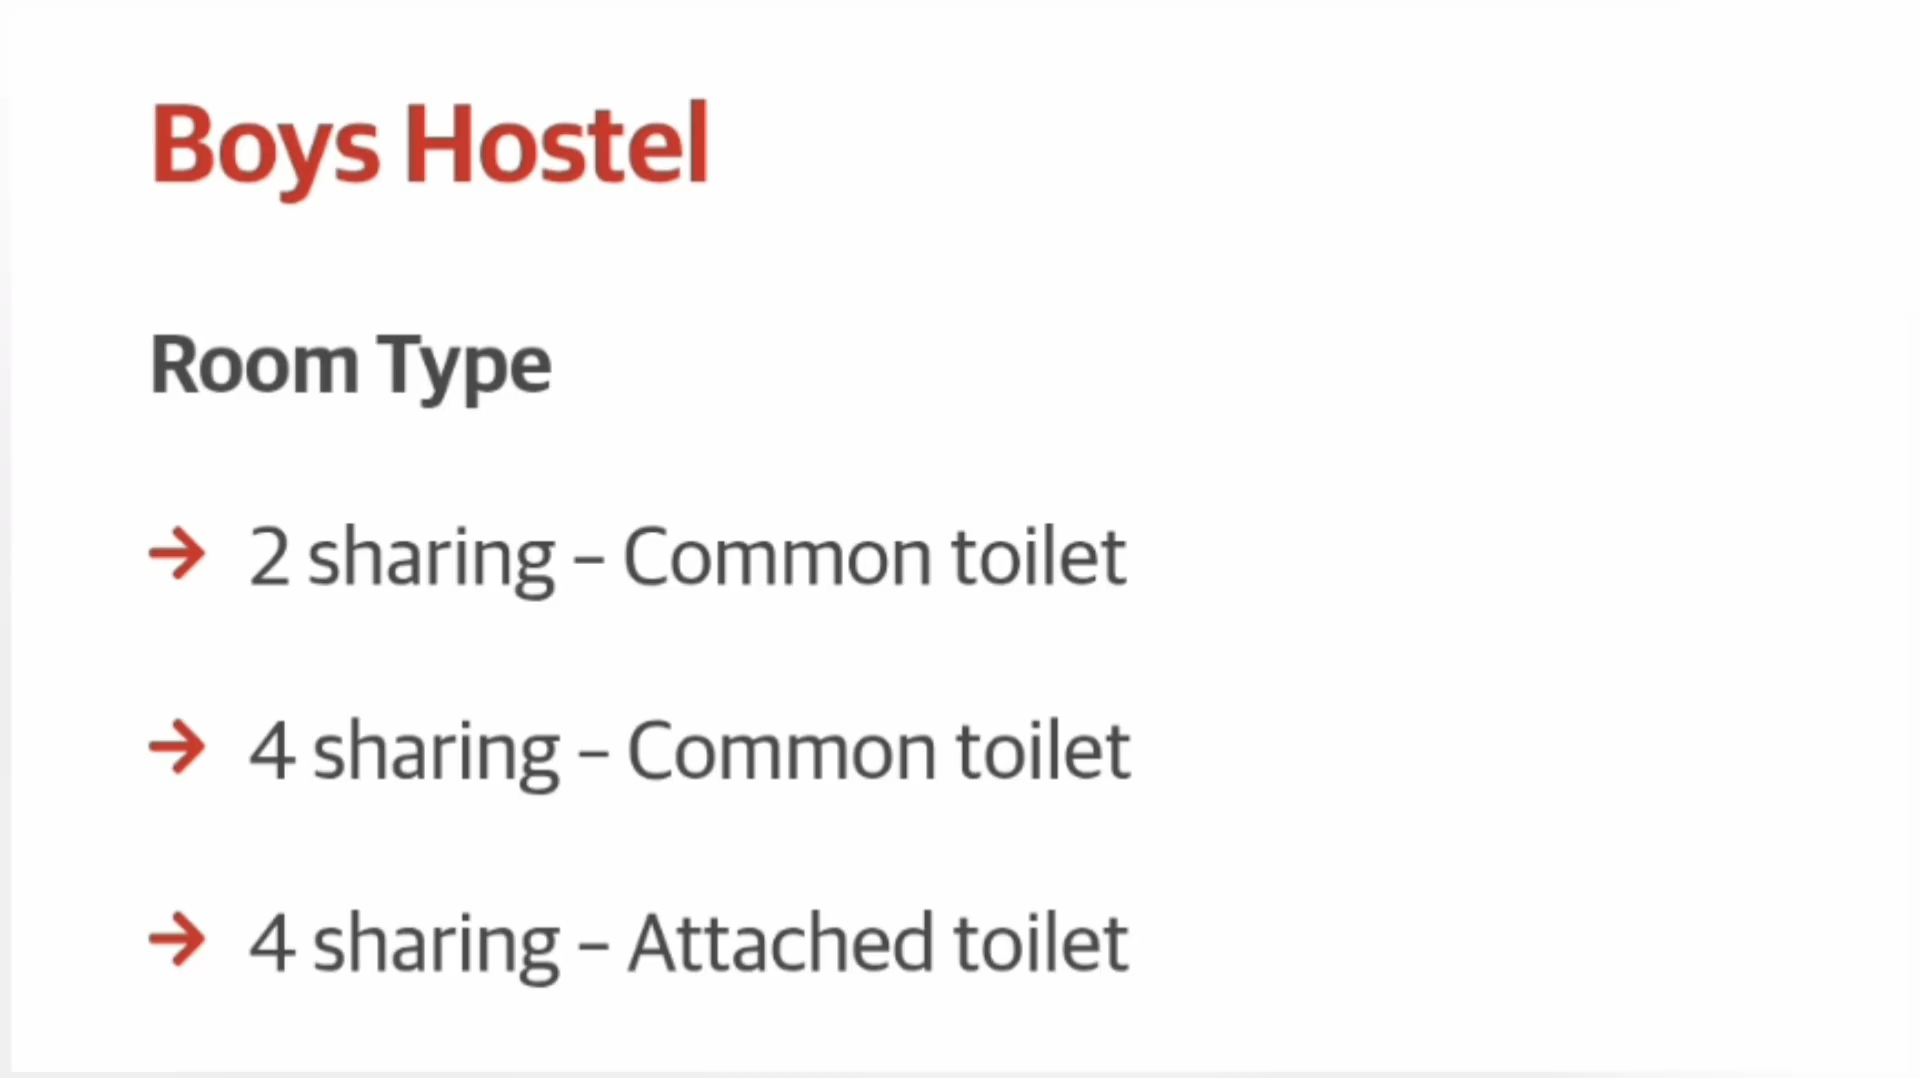 Boys Hostel
Room Type
→ 2 sharing – Common toilet
→ 4 sharing – Common toilet
→ 4 sharing – Attached toilet